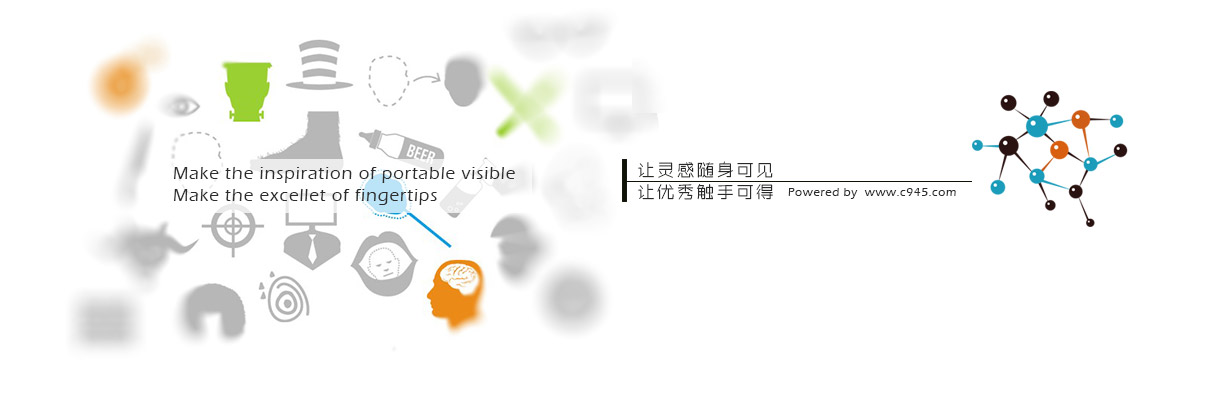 BEER
Make the inspiration of portable visible
Make the excellet of fingertips
让灵感随身可见
让优秀触手可得 Powered by www.c945.com